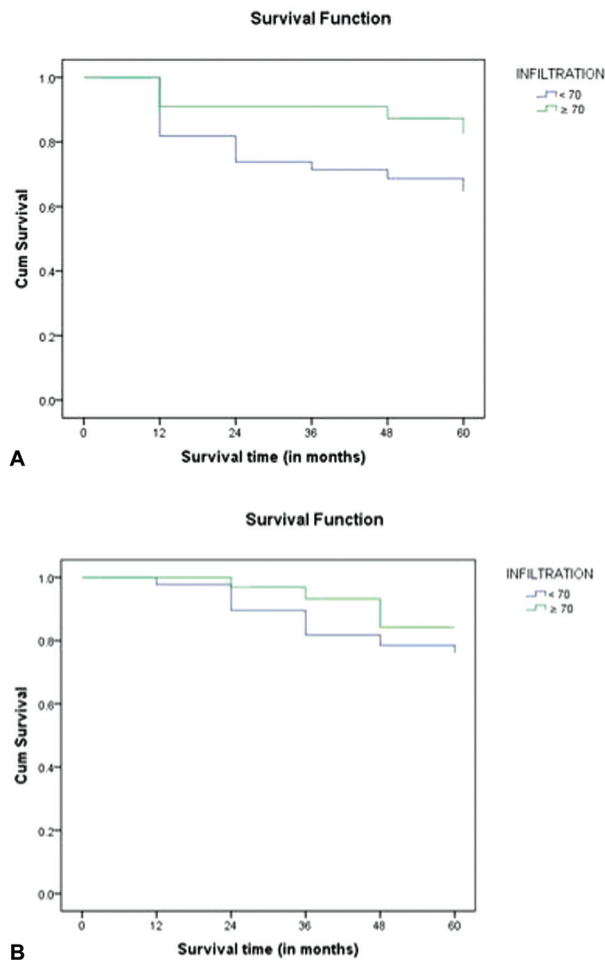 Survival Function
INFILTRATION
< 70
≥ 70
1.0
0.8
0.6
0.4
0.2
0.0
Cum Survival
0 12 24 36 48 60
Survival time (in months)
A
Survival Function
INFILTRATION
< 70
≥ 70
1.0
0.8
0.6
0.4
0.2
0.0
Cum Survival
0 12 24 36 48 60
Survival time (in months)
B